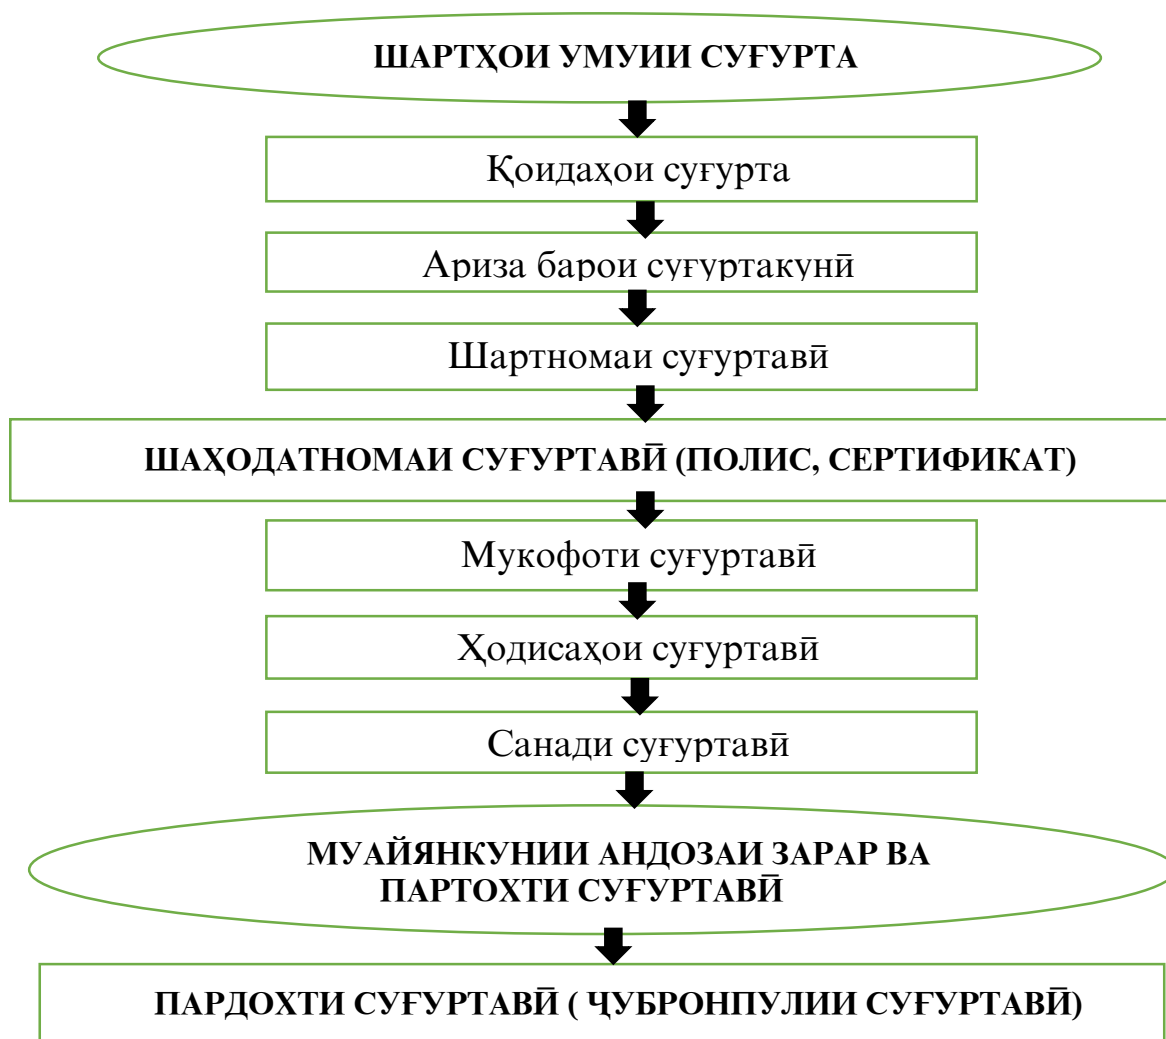 ШАРТҲОИ УМУИИ СУҒУРТА
Қоидаҳои суғурта
Ариза барои суғуртакунӣ
Шартномаи суғуртавӣ
ШАҲОДАТНОМАИ СУҒУРТАВӢ (ПОЛИС, СЕРТИФИКАТ)
Мукофоти суғуртавӣ
Ҳодисаҳои суғуртавӣ
Санади суғуртавӣ
МУАЙЯНКУНИИ АНДОЗАИ ЗАРАР ВА
ПАРТОХТИ СУҒУРТАВӢ
ПАРДОХТИ СУҒУРТАВӢ ( ҶУБРОНПУЛИИ СУҒУРТАВӢ)